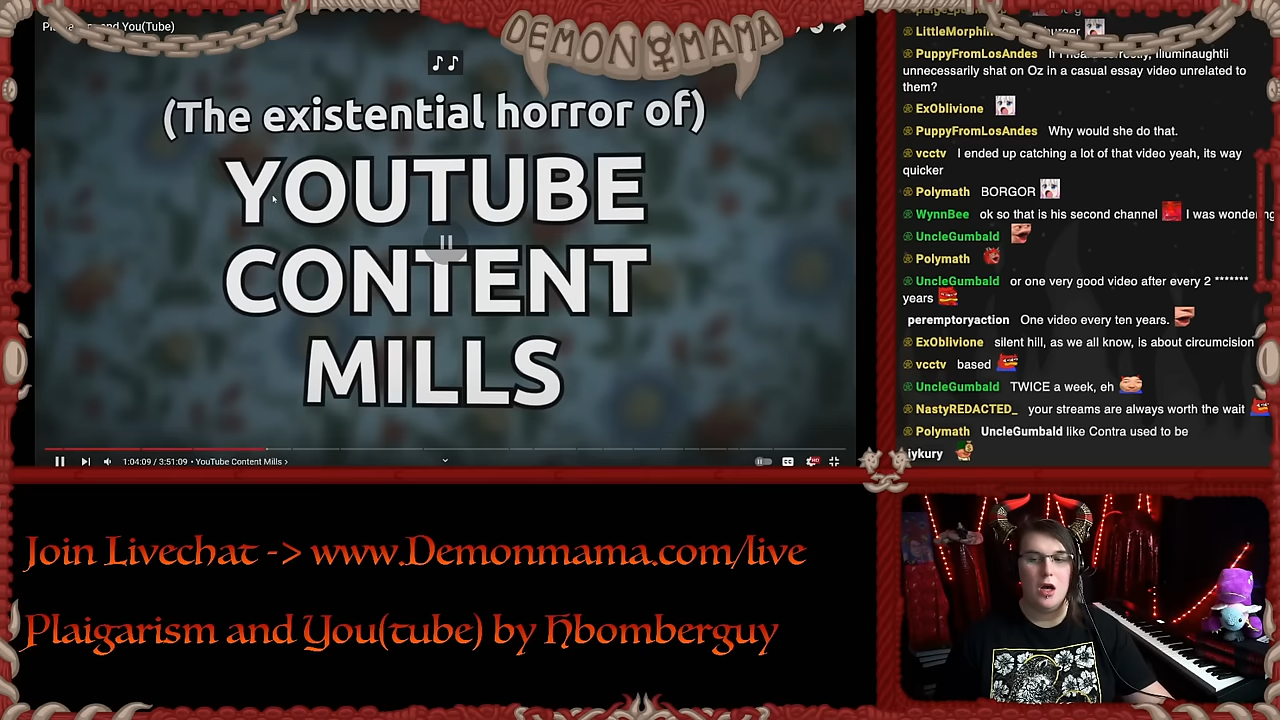 and You(Tube)
DEMON MAMA
(The existential horror of)
YOUTUBE
CONTENT
MILLS
1:04:09 / 3:51:09 • YouTube Content Mills ›
LittleMorphin
PuppyFromLosAndes
unnecessarily shat on Oz in a casual essay video unrelated to
them?
ExOblivione
PuppyFromLosAndes Why would she do that.
vcctv I ended up catching a lot of that video yeah, its way
quicker
Polymath BORGOR
WynnBee ok so that is his second channel I was wondering
UncleGumbald
Polymath
UncleGumbald or one very good video after every 2 *******
years
peremptoryaction One video every ten years.
ExOblivione silent hill, as we all know, is about circumcision
vcctv based
UncleGumbald TWICE a week, eh
NastyREDACTED_ your streams are always worth the wait
Polymath UncleGumbald like Contra used to be
jykury
Join Livechat -> www.Demonmama.com/live
Plaigarism and You(tube) by Hbomberguy